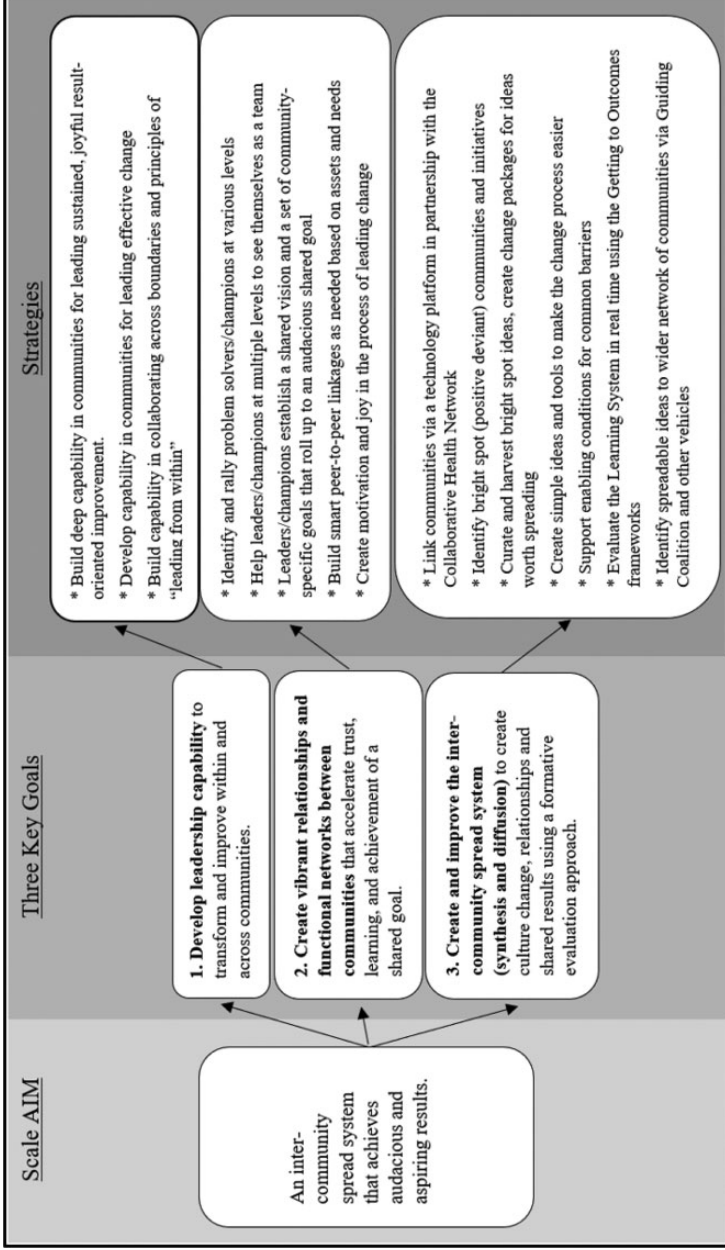 Scale AIM
An inter-
community
spread system
that achieves
audacious and
aspiring results.
Three Key Goals
1. Develop leadership capability to
transform and improve within and
across communities.
2. Create vibrant relationships and
functional networks between
communities that accelerate trust,
learning, and achievement of a
shared goal.
3. Create and improve the inter-
community spread system
(synthesis and diffusion) to create
culture change, relationships and
shared results using a formative
evaluation approach.
Strategies
* Build deep capability in communities for leading sustained, joyful result-
oriented improvement.
* Develop capability in communities for leading effective change
* Build capability in collaborating across boundaries and principles of
“leading from within”
* Identify and rally problem solvers/champions at various levels
* Help leaders/champions at multiple levels to see themselves as a team
* Leaders/champions establish a shared vision and a set of community-
specific goals that roll up to an audacious shared goal
* Build smart peer-to-peer linkages as needed based on assets and needs
* Create motivation and joy in the process of leading change
* Link communities via a technology platform in partnership with the
Collaborative Health Network
* Identify bright spot (positive deviant) communities and initiatives
* Curate and harvest bright spot ideas, create change packages for ideas
worth spreading
* Create simple ideas and tools to make the change process easier
* Support enabling conditions for common barriers
* Evaluate the Learning System in real time using the Getting to Outcomes
frameworks
* Identify spreadable ideas to wider network of communities via Guiding
Coalition and other vehicles